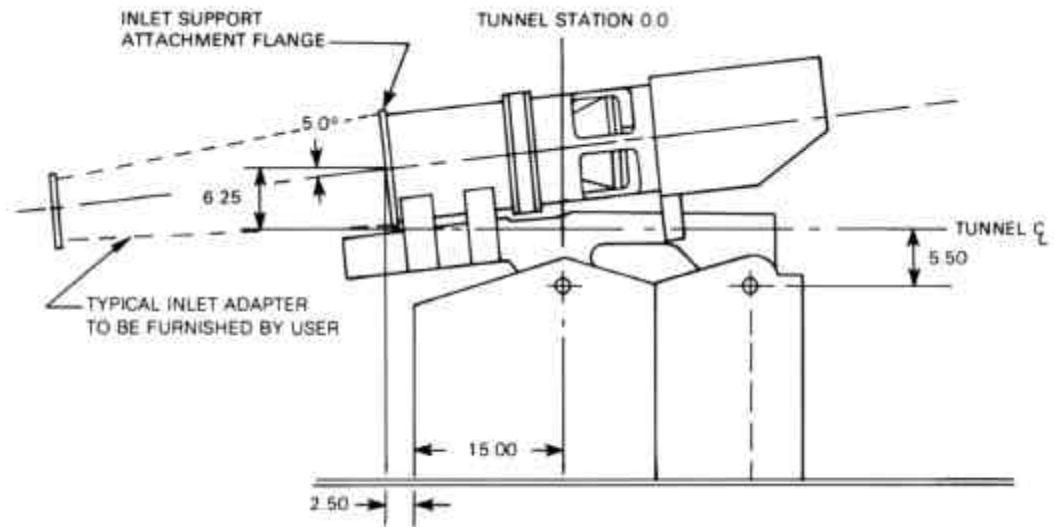 INLET SUPPORT
ATTACHMENT FLANGE
TUNNEL STATION 0.0
5.0°
6.25
TUNNEL ℄
5.50
TYPICAL INLET ADAPTER
TO BE FURNISHED BY USER
15.00
2.50